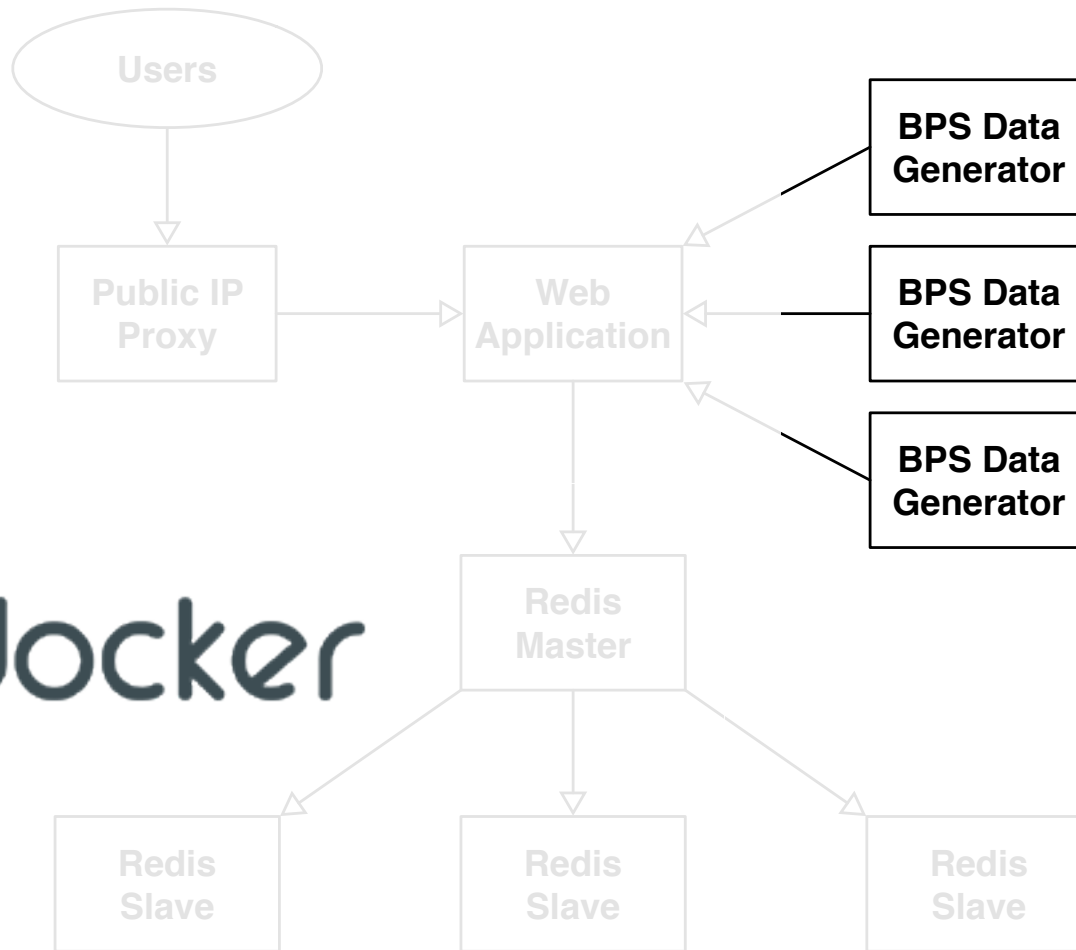 Users
BPS Data
Generator
Public IP
Proxy
Web
Application
BPS Data
Generator
BPS Data
Generator
Redis
Master
docker
Redis
Slave
Redis
Slave
Redis
Slave